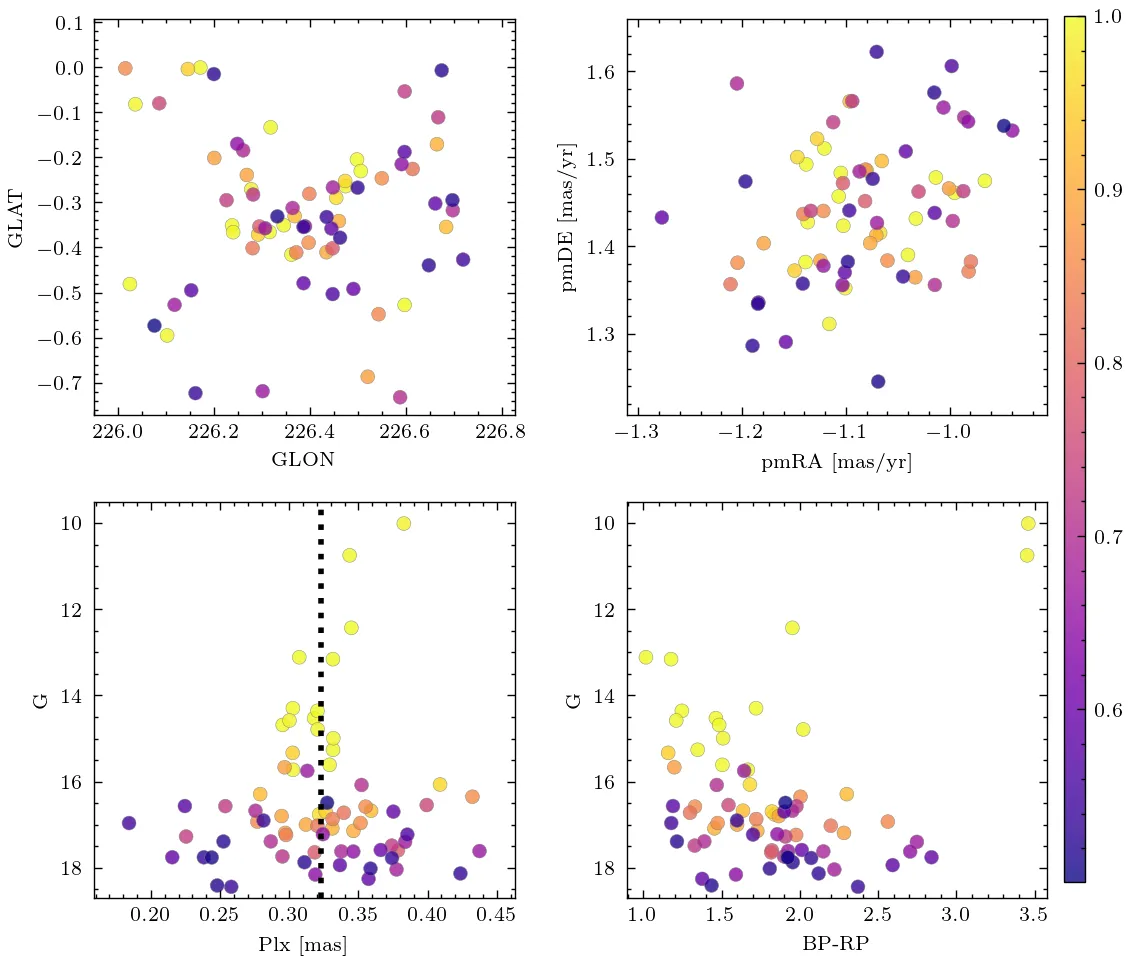 0.1
0.0
−0.1
−0.2
−0.3
−0.4
−0.5
−0.6
−0.7
GLAT
226.0 226.2 226.4 226.6 226.8
GLON
1.6
1.5
1.4
1.3
pmDE [mas/yr]
−1.3 −1.2 −1.1 −1.0
pmRA [mas/yr]
1.0
0.9
0.8
0.7
0.6
10
12
14
16
18
G
0.20 0.25 0.30 0.35 0.40 0.45
Plx [mas]
10
12
14
16
18
G
1.0 1.5 2.0 2.5 3.0 3.5
BP-RP